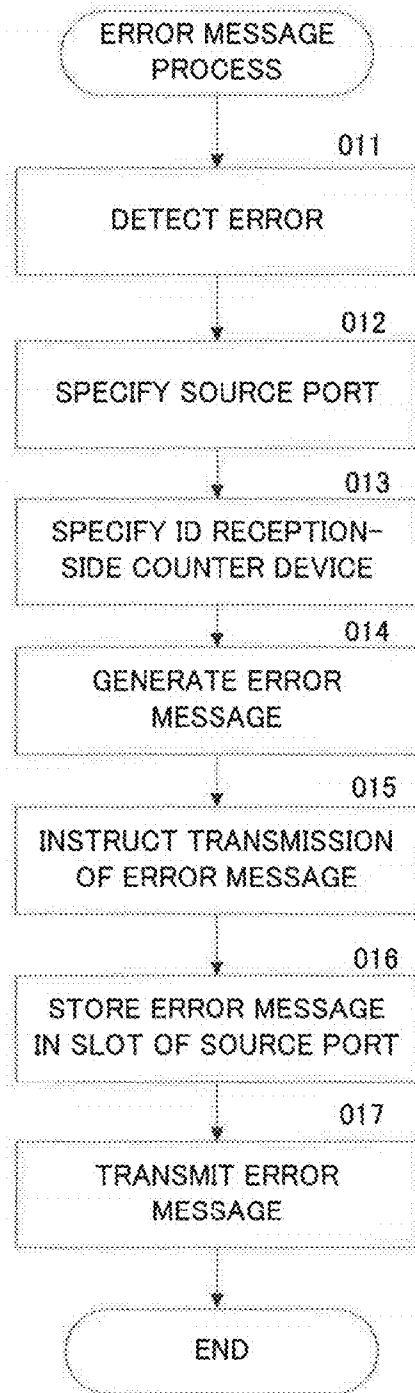 ERROR MESSAGE
PROCESS
011
DETECT ERROR
012
SPECIFY SOURCE PORT
013
SPECIFY ID RECEPTION-
SIDE COUNTER DEVICE
014
GENERATE ERROR
MESSAGE
015
INSTRUCT TRANSMISSION
OF ERROR MESSAGE
016
STORE ERROR MESSAGE
IN SLOT OF SOURCE PORT
017
TRANSMIT ERROR
MESSAGE
END